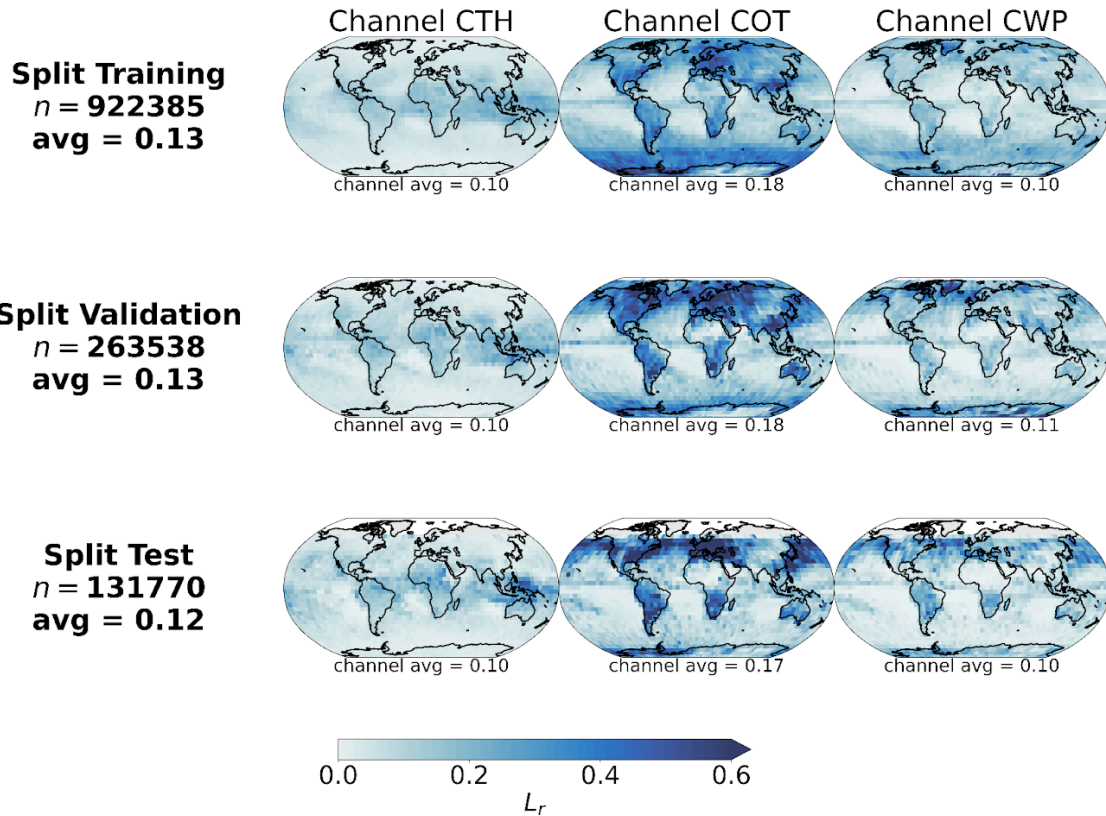 Channel CTH Channel COT Channel CWP
Split Training
n = 922385
avg = 0.13
channel avg = 0.10 channel avg = 0.18 channel avg = 0.10
Split Validation
n = 263538
avg = 0.13
channel avg = 0.10 channel avg = 0.18 channel avg = 0.11
Split Test
n = 131770
avg = 0.12
channel avg = 0.10 channel avg = 0.17 channel avg = 0.10
0.0 0.2 0.4 0.6
L_r